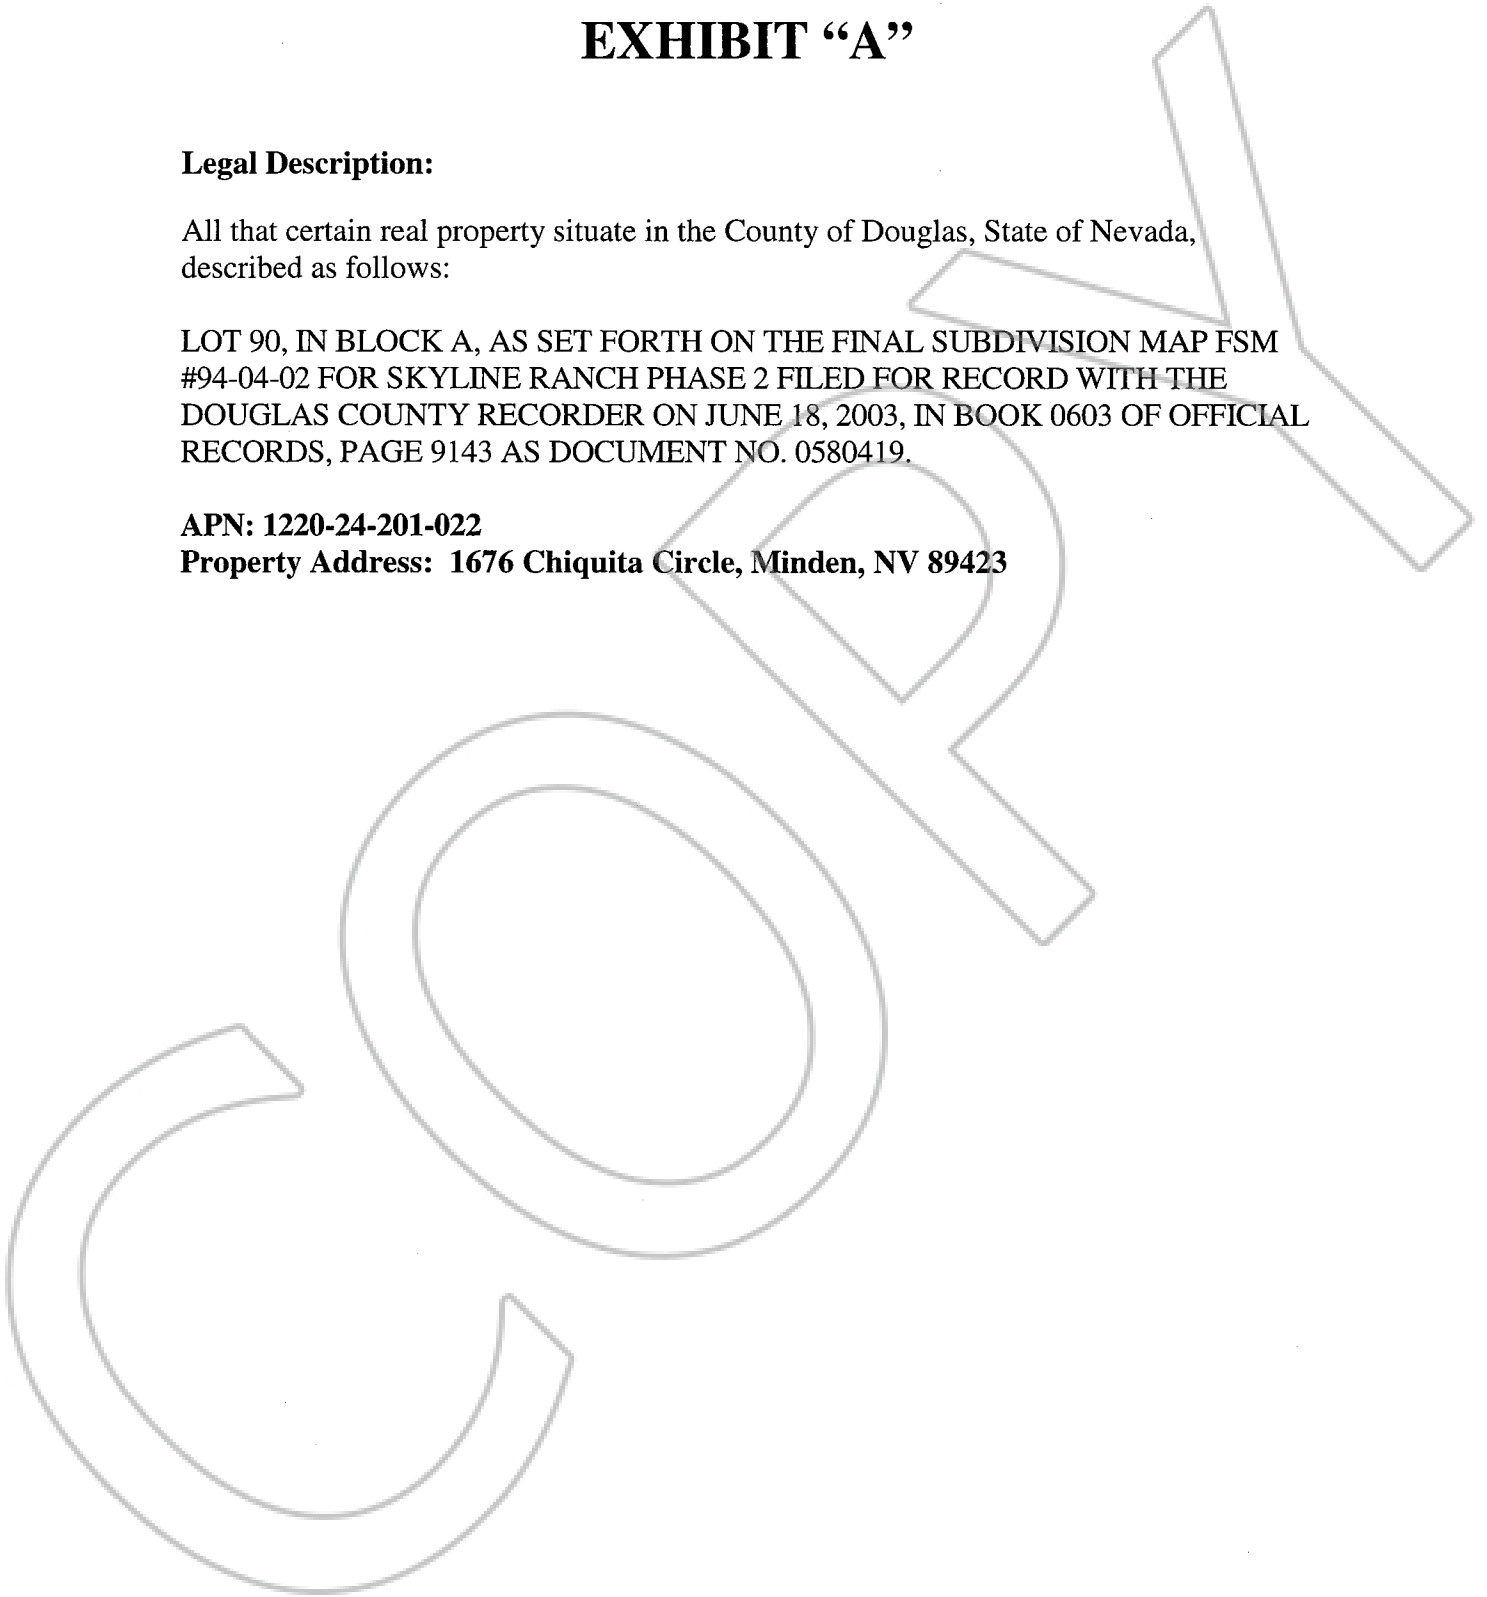 EXHIBIT “A”
Legal Description:
All that certain real property situate in the County of Douglas, State of Nevada,
described as follows:
LOT 90, IN BLOCK A, AS SET FORTH ON THE FINAL SUBDIVISION MAP FSM
#94-04-02 FOR SKYLINE RANCH PHASE 2 FILED FOR RECORD WITH THE
DOUGLAS COUNTY RECORDER ON JUNE 18, 2003, IN BOOK 0603 OF OFFICIAL
RECORDS, PAGE 9143 AS DOCUMENT NO. 0580419.
APN: 1220-24-201-022
Property Address:  1676 Chiquita Circle, Minden, NV 89423
COPY